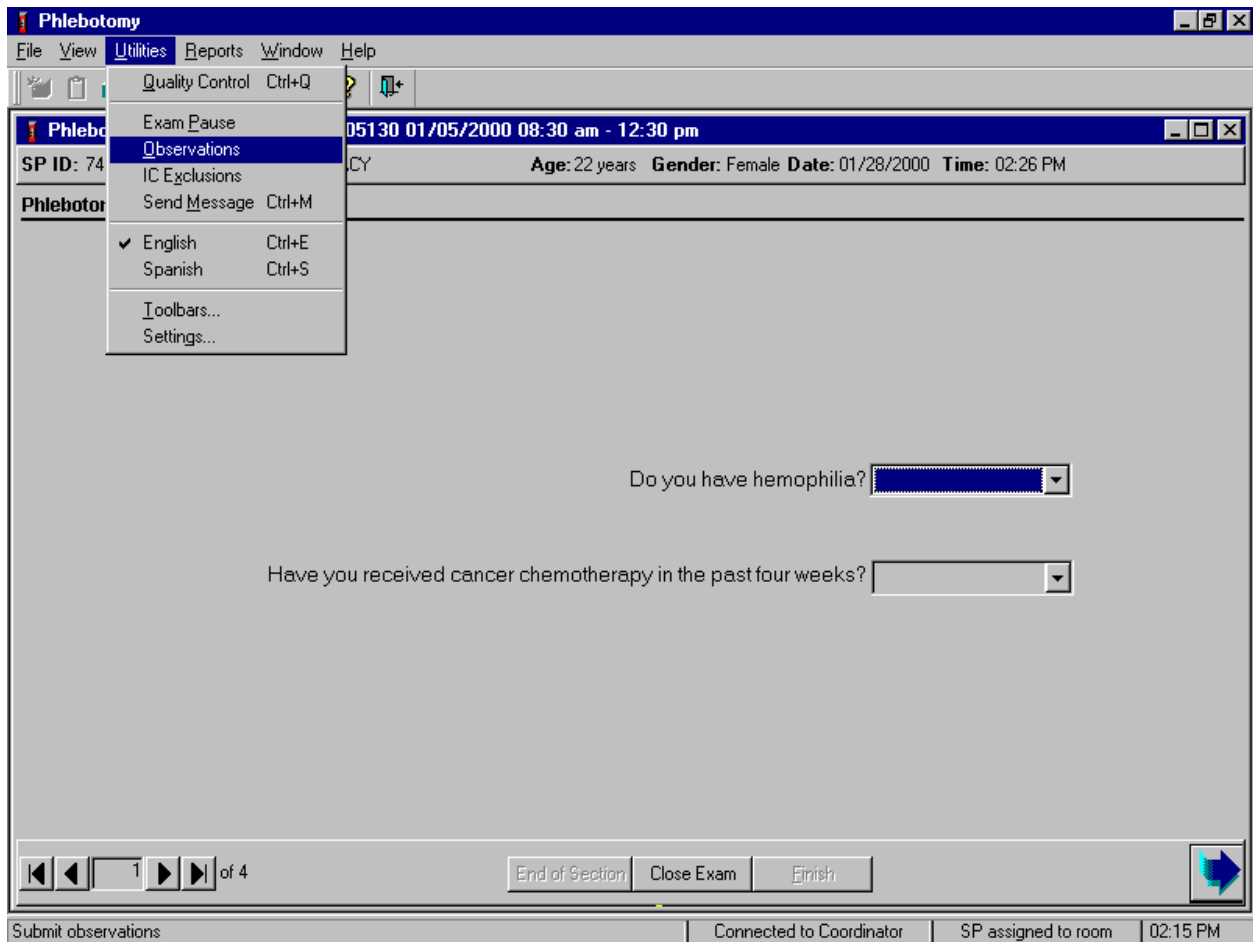 Phlebotomy
File View Utilities Reports Window Help
Quality Control Ctrl+Q
Exam Pause
Observations
IC Exclusions
Send Message Ctrl+M
English Ctrl+E
Spanish Ctrl+S
Toolbars...
Settings...
05130 01/05/2000 08:30 am - 12:30 pm
SP ID: 74 Age: 22 years Gender: Female Date: 01/28/2000 Time: 02:26 PM
Do you have hemophilia?
Have you received cancer chemotherapy in the past four weeks?
1 of 4 End of Section Close Exam Finish
Submit observations Connected to Coordinator SP assigned to room 02:15 PM